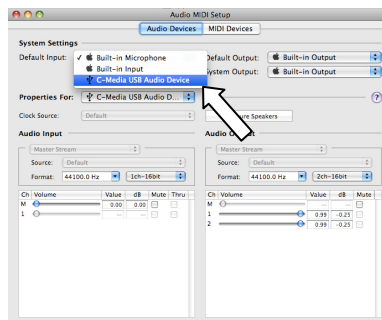 Audio MIDI Setup
Audio Devices MIDI Devices
System Settings
Default Input: ✓ Built-in Microphone
Built-in Input
C-Media USB Audio Device
Default Output: Built-in Output
System Output: Built-in Output
Properties For: C-Media USB Audio D... ?
Clock Source: Default
Speakers
Audio Input
Audio
Master Stream
Source: Default
Format: 44100.0 Hz 1ch-16bit
Master Stream
Source: Default
Format: 44100.0 Hz 2ch-16bit
Ch Volume Value dB Mute Thru
M 0.00 0.00
1 — —
Ch Volume Value dB Mute
M — —
1 0.99 -0.25
2 0.99 -0.25